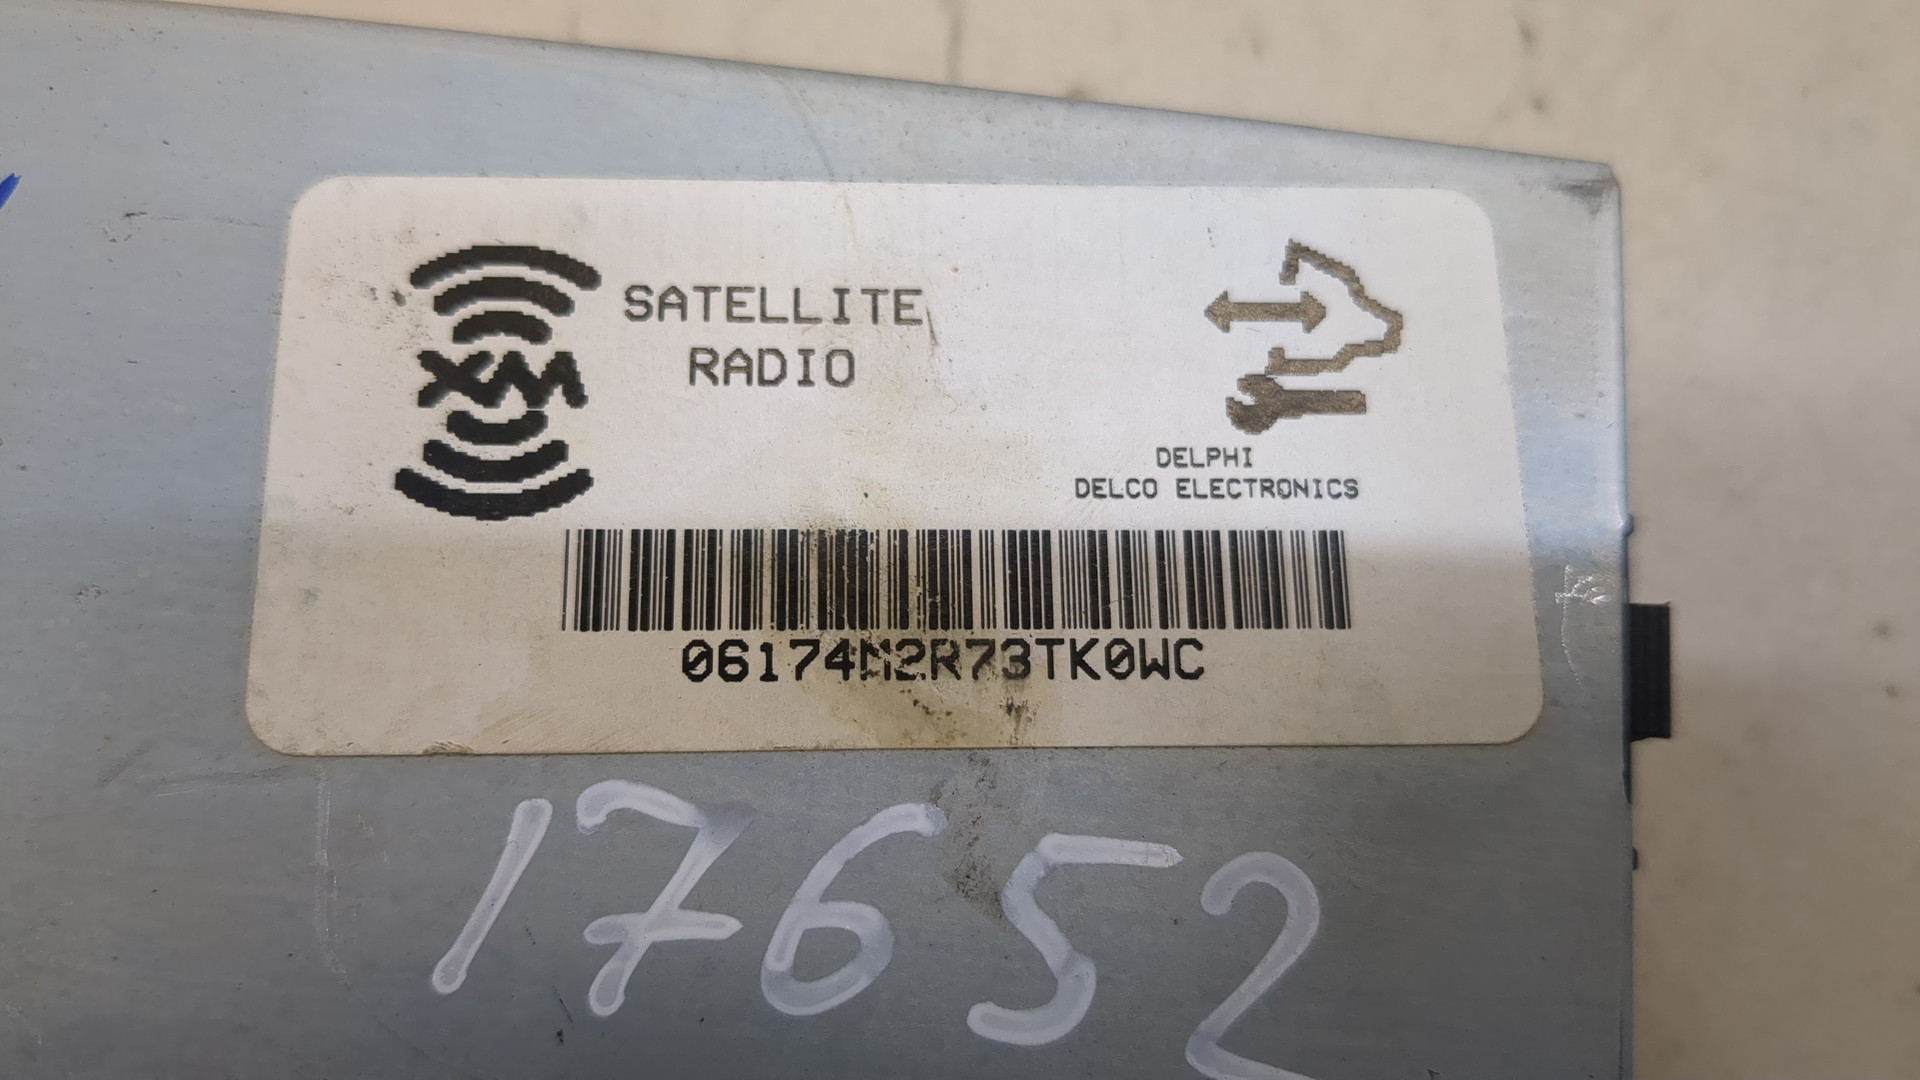 XM
SATELLITE
RADIO
DELPHI
DELCO ELECTRONICS
06174M2R73TK0WC
17652